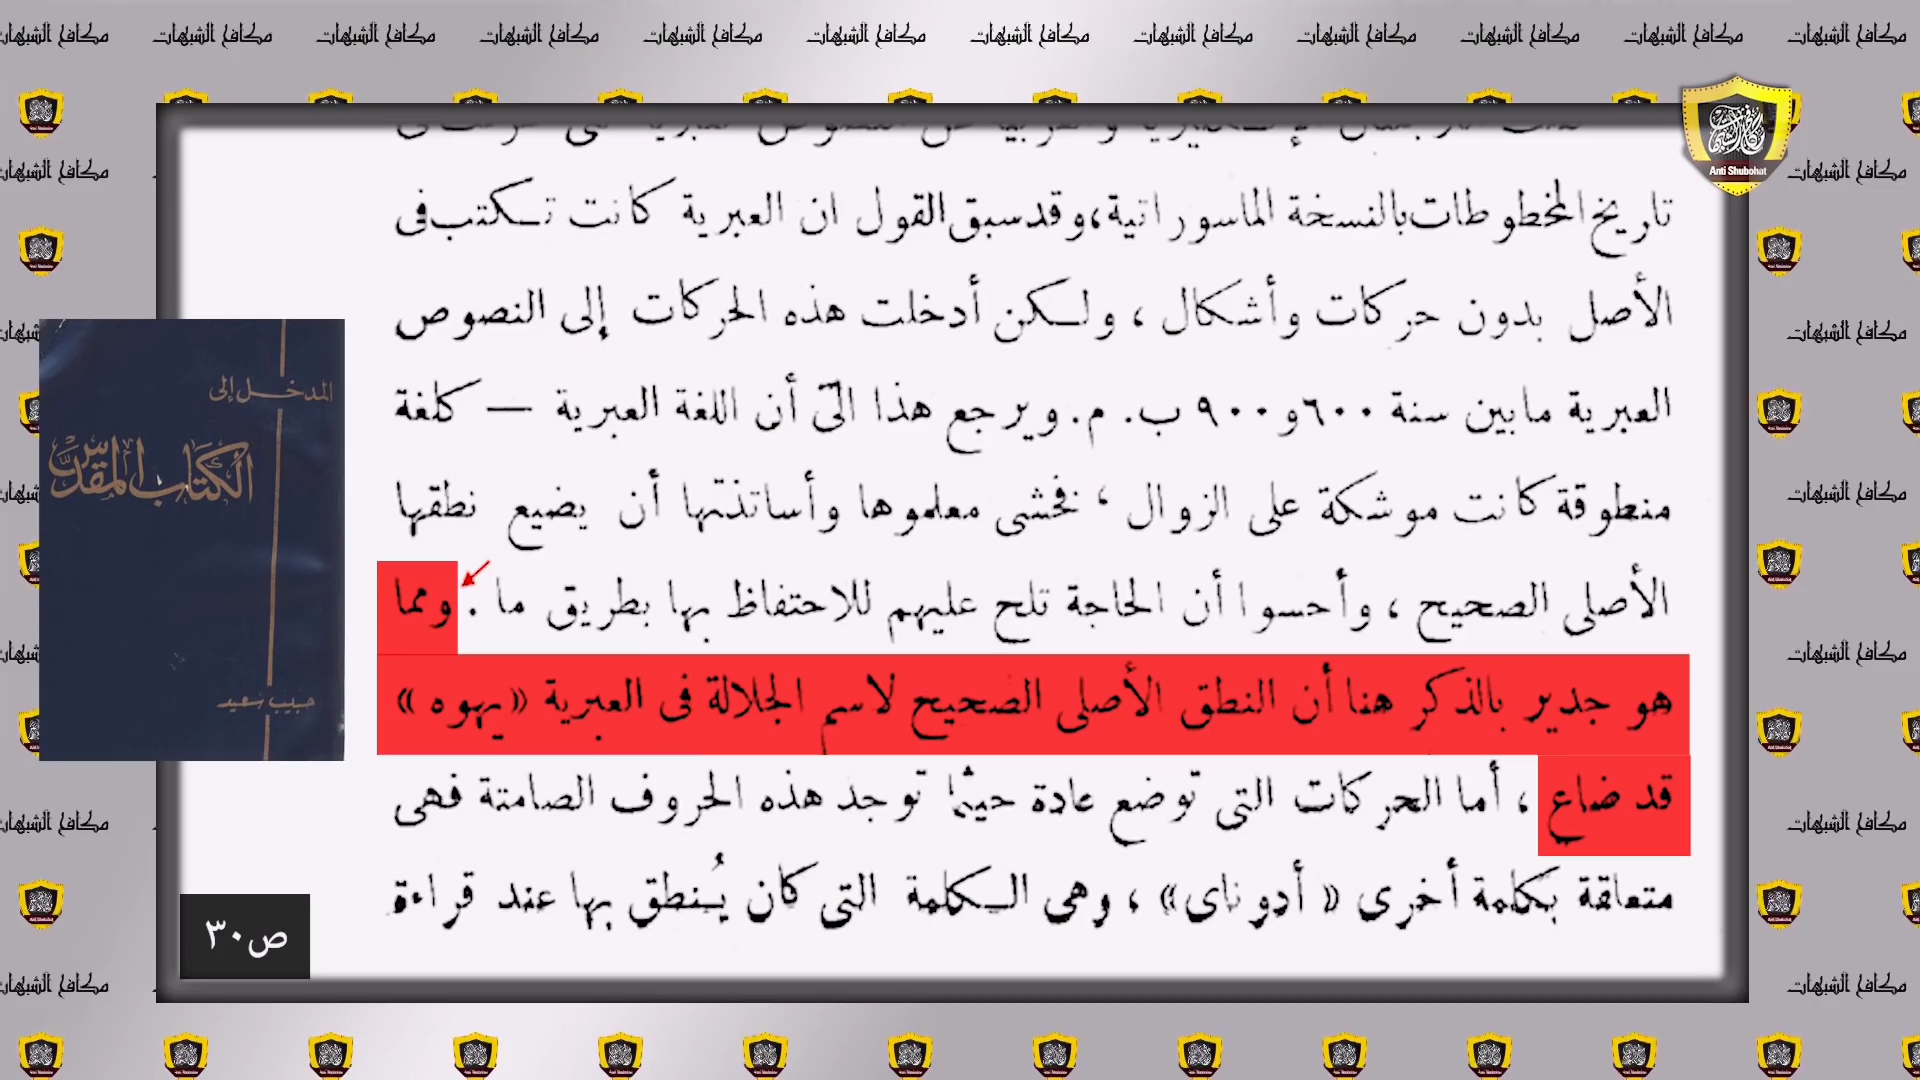 مكافح الشبهات
Anti Shubohat
تاريخ المخطوطات بالنسخة الماسوراتية، وقد سبق القول ان العبرية كانت تكتب فى
الأصل بدون حركات وأشكال ، ولكن أدخلت هذه الحركات إلى النصوص
العبرية مابين سنة ٦٠٠ و ٩٠٠ ب. م. ويرجع هذا الىّ أن اللغة العبرية — كلغة
منطوقة كانت موشكة على الزوال ، فخشى معلموها وأساتذتها أن يضيع نطقها
الأصلى الصحيح ، وأحسوا أن الحاجة تلح عليهم للاحتفاظ بها بطريق ما . ومما
هو جدير بالذكر هنا أن النطق الأصلى الصحيح لاسم الجلالة فى العبرية «يهوه»
قد ضاع ، أما الحركات التى توضع عادة حيثما توجد هذه الحروف الصامتة فهى
متعلقة بكلمة أخرى « أدوناى» ، وهى الكلمة التى كان يُنطق بها عند قراءة
المدخل إلى
الكتاب المقدس
حبيب سعيد
ص٣٠